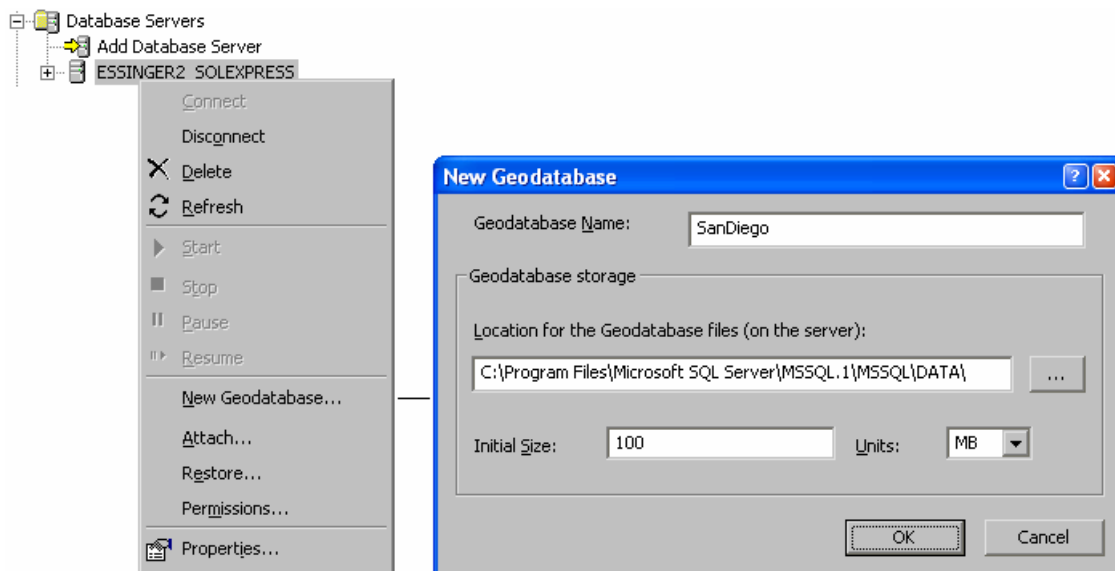 Database Servers
Add Database Server
ESSINGER2_SQLEXPRESS
Connect
Disconnect
Delete
Refresh
Start
Stop
Pause
Resume
New Geodatabase...
Attach...
Restore...
Permissions...
Properties...
New Geodatabase
Geodatabase Name:
SanDiego
Geodatabase storage
Location for the Geodatabase files (on the server):
C:\Program Files\Microsoft SQL Server\MSSQL.1\MSSQL\DATA\
...
Initial Size:
100
Units:
MB
OK
Cancel